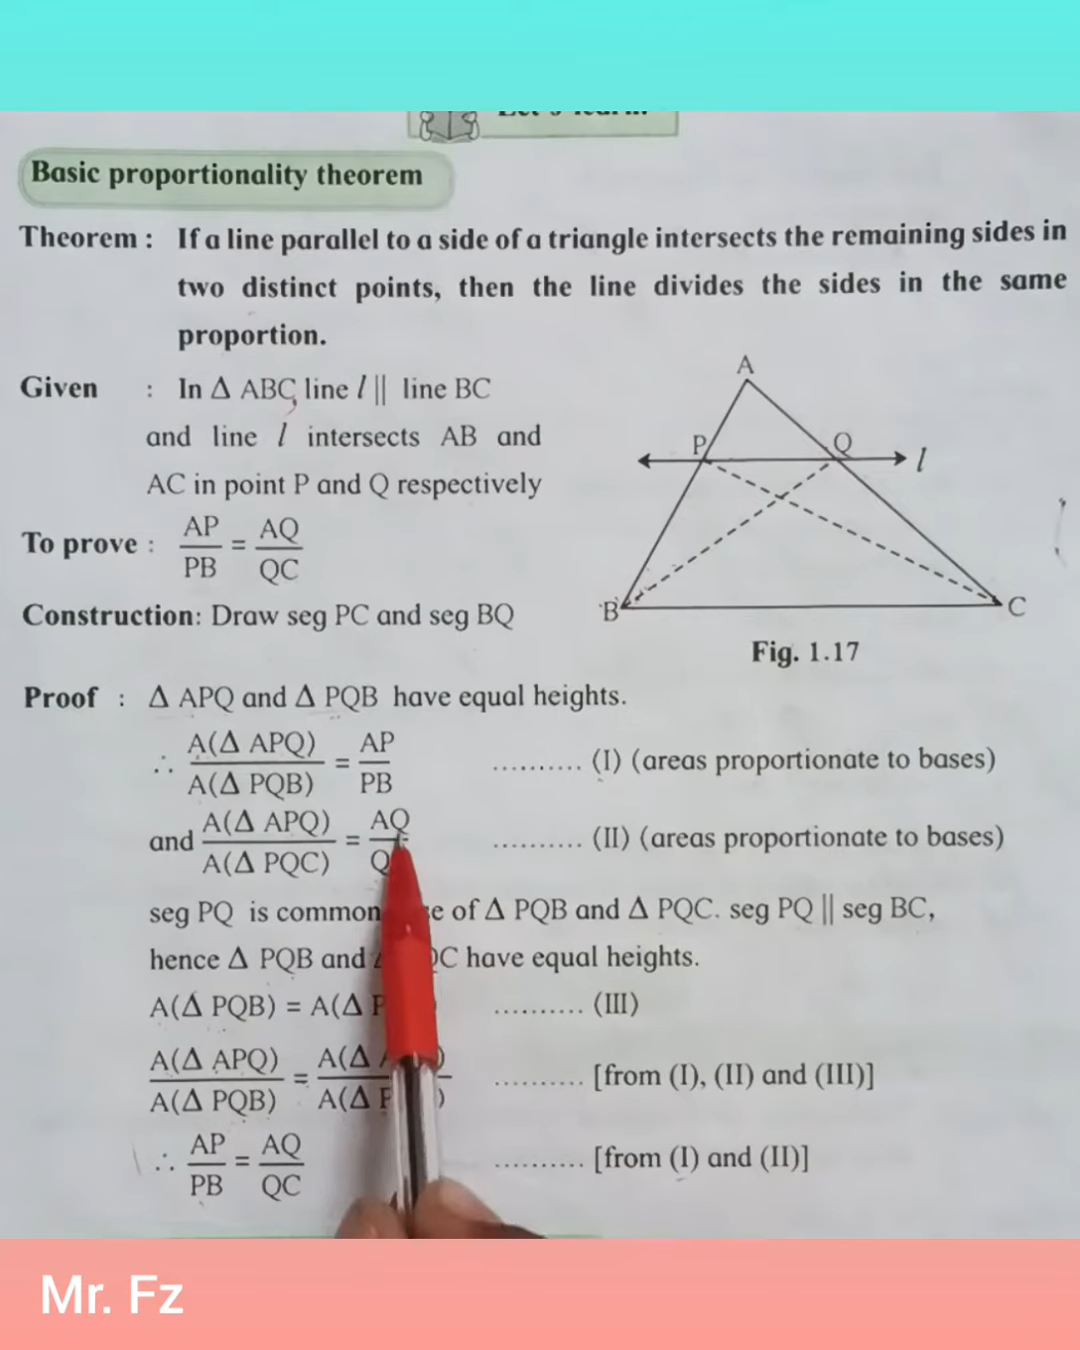 Basic proportionality theorem
Theorem : If a line parallel to a side of a triangle intersects the remaining sides in
two distinct points, then the line divides the sides in the same
proportion.
Given : In Δ ABC, line l || line BC
and line l intersects AB and
AC in point P and Q respectively
To prove : AP/PB = AQ/QC
Construction: Draw seg PC and seg BQ
A
P
Q
l
B
C
Fig. 1.17
Proof : Δ APQ and Δ PQB have equal heights.
∴ A(Δ APQ)/A(Δ PQB) = AP/PB .......... (I) (areas proportionate to bases)
and A(Δ APQ)/A(Δ PQC) = AQ/Q .......... (II) (areas proportionate to bases)
seg PQ is common of Δ PQB and Δ PQC. seg PQ || seg BC,
hence Δ PQB and have equal heights.
A(Δ PQB) = A(Δ .......... (III)
A(Δ APQ)/A(Δ PQB) = A(Δ /A(Δ ) .......... [from (I), (II) and (III)]
∴ AP/PB = AQ/QC .......... [from (I) and (II)]
Mr. Fz